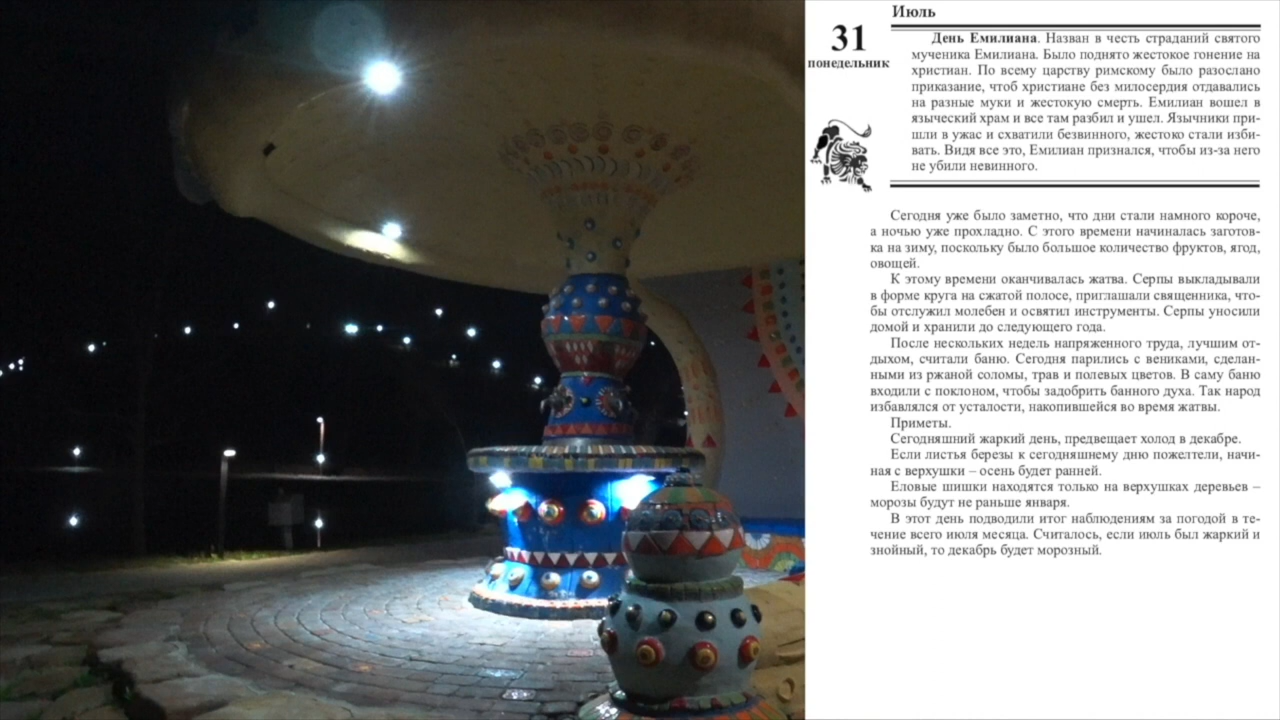 Июль
31
понедельник
День Емилиана. Назван в честь страданий святого
мученика Емилиана. Было поднято жестокое гонение на
христиан. По всему царству римскому было разослано
приказание, чтоб христиане без милосердия отдавались
на разные муки и жестокую смерть. Емилиан вошел в
языческий храм и все там разбил и ушел. Язычники при-
шли в ужас и схватили безвинного, жестоко стали изби-
вать. Видя все это, Емилиан признался, чтобы из-за него
не убили невинного.
Сегодня уже было заметно, что дни стали намного короче,
а ночью уже прохладно. С этого времени начиналась заготов-
ка на зиму, поскольку было большое количество фруктов, ягод,
овощей.
К этому времени оканчивалась жатва. Серпы выкладывали
в форме круга на сжатой полосе, приглашали священника, что-
бы отслужил молебен и освятил инструменты. Серпы уносили
домой и хранили до следующего года.
После нескольких недель напряженного труда, лучшим от-
дыхом, считали баню. Сегодня парились с вениками, сделан-
ными из ржаной соломы, трав и полевых цветов. В саму баню
входили с поклоном, чтобы задобрить банного духа. Так народ
избавлялся от усталости, накопившейся во время жатвы.
Приметы.
Сегодняшний жаркий день, предвещает холод в декабре.
Если листья березы к сегодняшнему дню пожелтели, начи-
ная с верхушки – осень будет ранней.
Еловые шишки находятся только на верхушках деревьев –
морозы будут не раньше января.
В этот день подводили итог наблюдениям за погодой в те-
чение всего июля месяца. Считалось, если июль был жаркий и
знойный, то декабрь будет морозный.